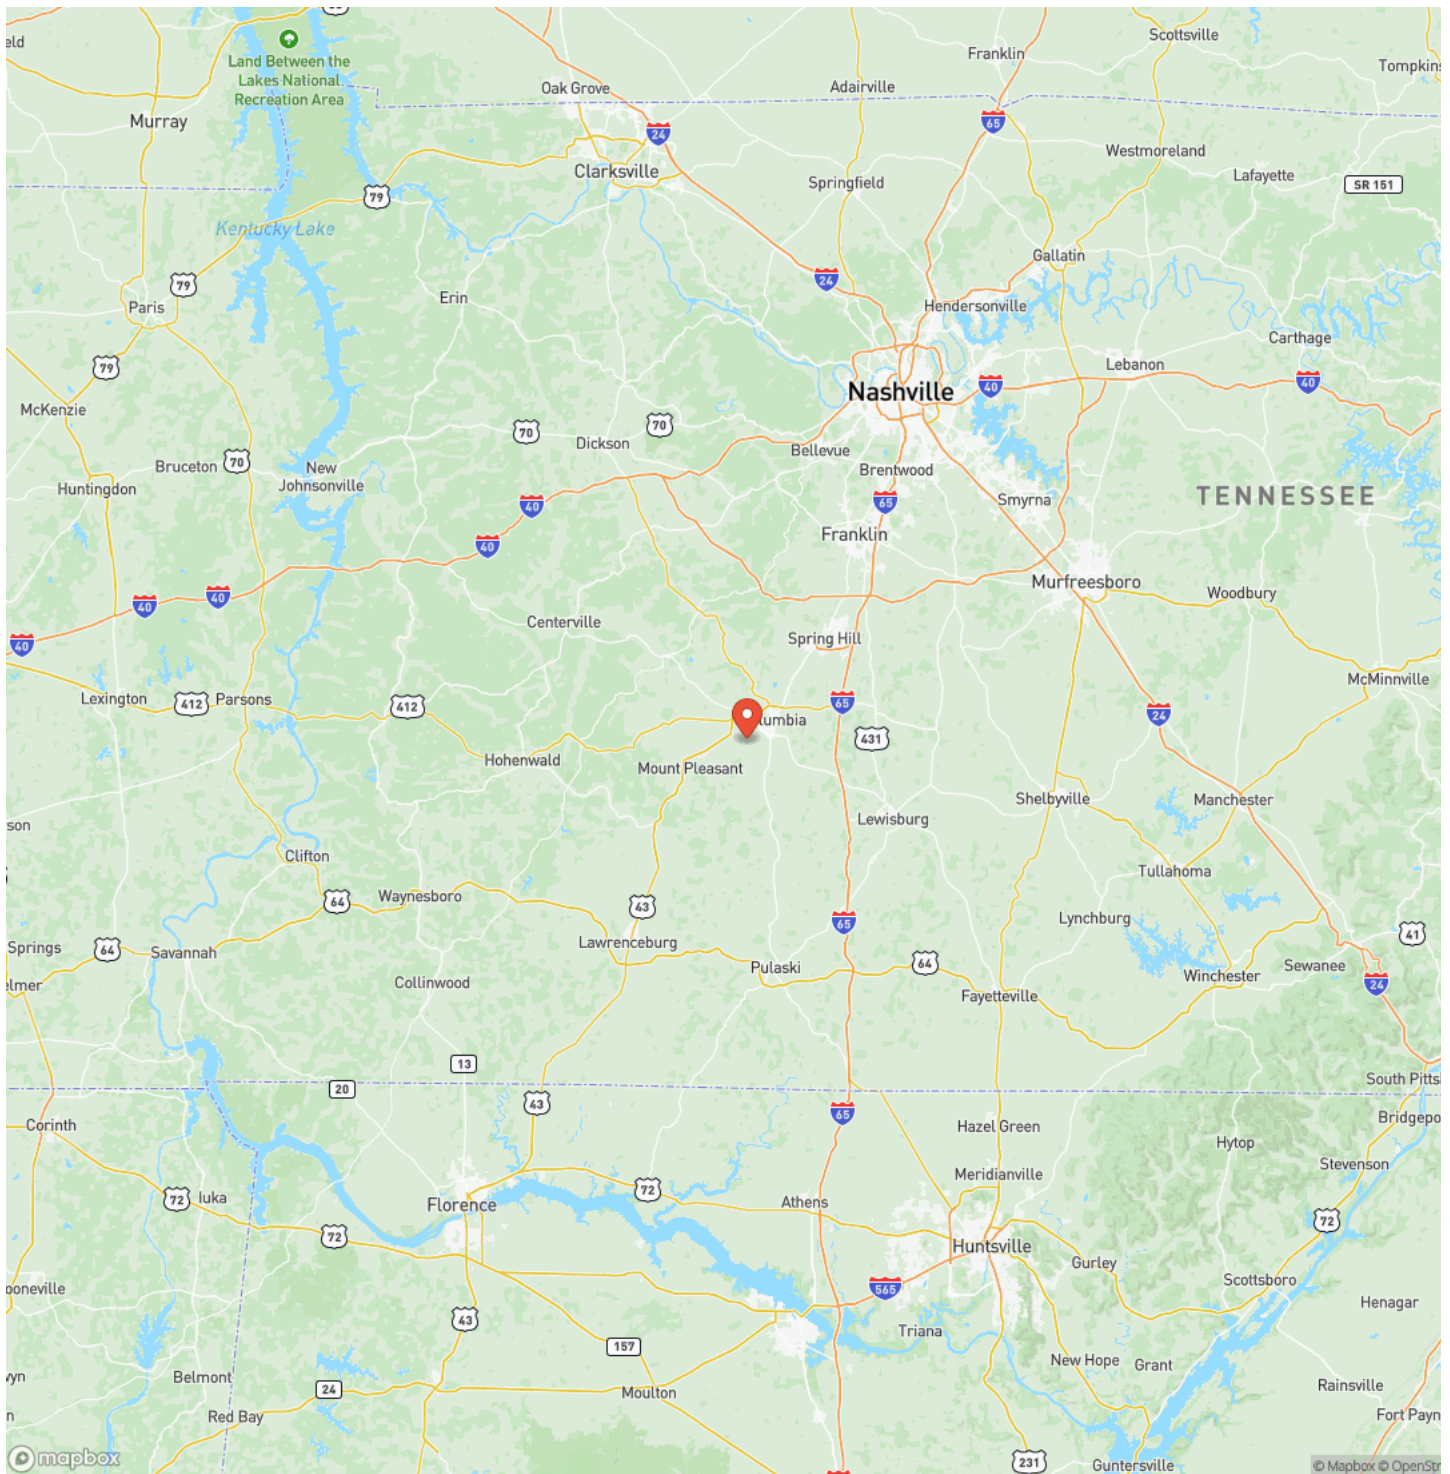 eld
Land Between the
Lakes National
Recreation Area
Franklin
Scottsville
Tompkins
Oak Grove
Adairville
Murray
24
65
Westmoreland
Clarksville
Springfield
Lafayette
SR 151
79
Kentucky Lake
Gallatin
79
24
Erin
Hendersonville
Paris
Carthage
79
Lebanon
40
40
Nashville
McKenzie
70
70
Dickson
Bellevue
Bruceton
70
New
Johnsonville
Brentwood
Huntingdon
40
65
Smyrna
TENNESSEE
Franklin
40
Murfreesboro
40
40
Woodbury
Centerville
40
Spring Hill
McMinnville
Lexington
412
Parsons
412
65
24
lumbia
431
Hohenwald
Mount Pleasant
Shelbyville
Manchester
rson
Lewisburg
Clifton
Tullahoma
Waynesboro
64
43
Lynchburg
65
41
Springs
64
Savannah
Lawrenceburg
Pulaski
64
Sewanee
Winchester
elmer
Collinwood
Fayetteville
24
13
South Pitts
20
43
65
Bridgepo
Corinth
Hazel Green
Hytop
Stevenson
Meridianville
72
Iuka
72
Florence
Athens
72
72
Huntsville
Gurley
ooneville
565
Scottsboro
Henagar
43
Triana
157
New Hope
Grant
vyn
Belmont
24
Moulton
Rainsville
n
Red Bay
Fort Payn
mapbox
231
Guntersville
© Mapbox © OpenStr